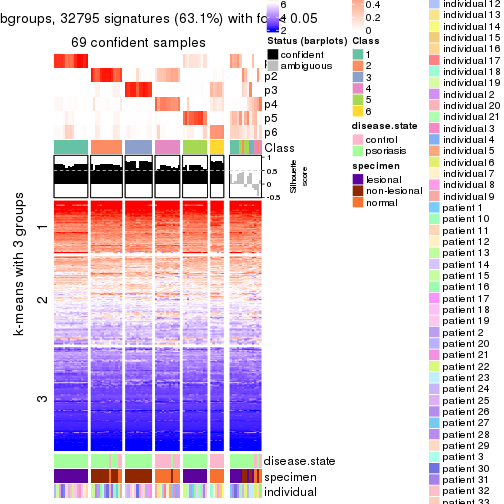 bgroups, 32795 signatures (63.1%) with fdr < 0.05
69 confident samples
p2
p3
p4
p5
p6
Class
1
0.5
0
-0.5
Silhouette
score
k-means with 3 groups
1
2
3
disease.state
specimen
individual
6
4
2
Status (barplots)
confident
ambiguous
0.4
0.2
0
Class
1
2
3
4
5
6
disease.state
control
psoriasis
specimen
lesional
non-lesional
normal
individual 12
individual 13
individual 14
individual 15
individual 16
individual 17
individual 18
individual 19
individual 2
individual 20
individual 21
individual 3
individual 4
individual 5
individual 6
individual 7
individual 8
individual 9
patient 1
patient 10
patient 11
patient 12
patient 13
patient 14
patient 15
patient 16
patient 17
patient 18
patient 19
patient 2
patient 20
patient 21
patient 22
patient 23
patient 24
patient 25
patient 26
patient 27
patient 28
patient 29
patient 3
patient 30
patient 31
patient 32
patient 33